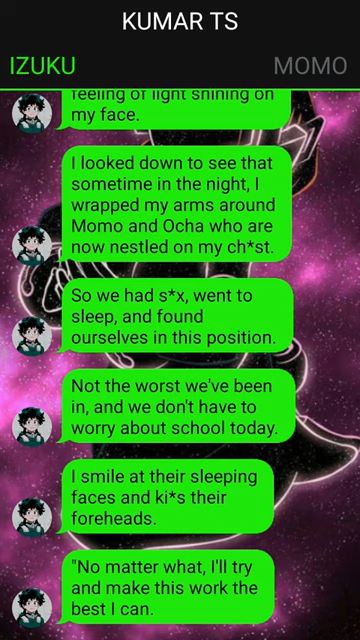 KUMAR TS
IZUKU
MOMO
feeling of light shining on
my face.
I looked down to see that
sometime in the night, I
wrapped my arms around
Momo and Ocha who are
now nestled on my ch*st.
So we had s*x, went to
sleep, and found
ourselves in this position.
Not the worst we've been
in, and we don't have to
worry about school today.
I smile at their sleeping
faces and ki*s their
foreheads.
"No matter what, I'll try
and make this work the
best I can.